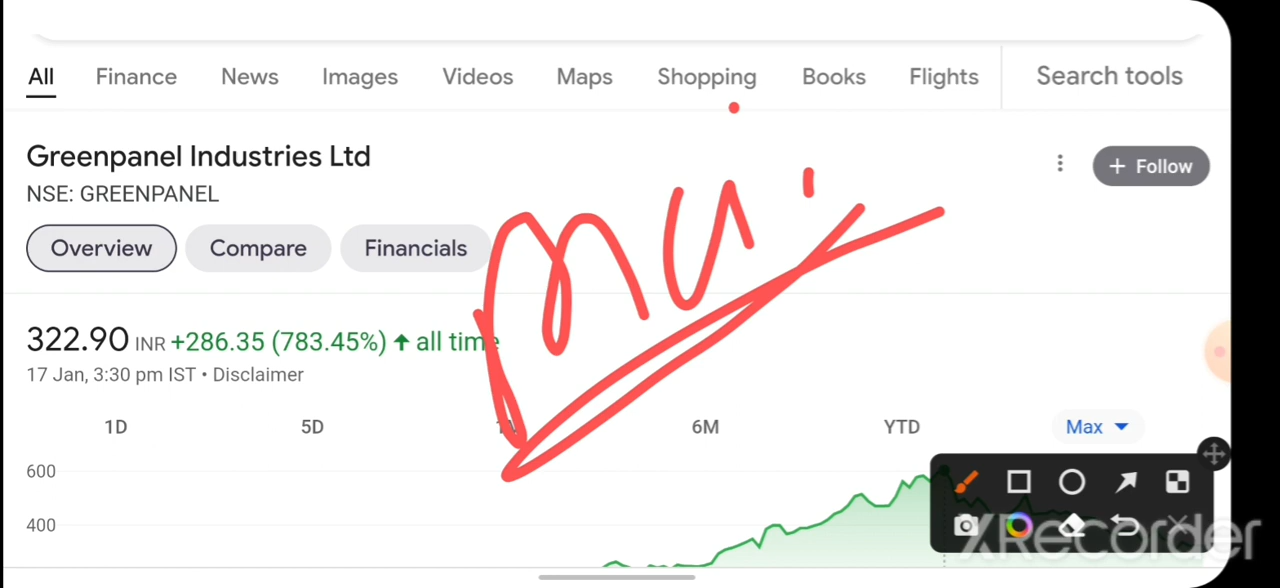 All Finance News Images Videos Maps Shopping Books Flights Search tools
Greenpanel Industries Ltd
+ Follow
NSE: GREENPANEL
Overview Compare Financials
322.90 INR +286.35 (783.45%) ↑ all time
17 Jan, 3:30 pm IST • Disclaimer
1D 5D 6M YTD Max
600
400
XRecorder